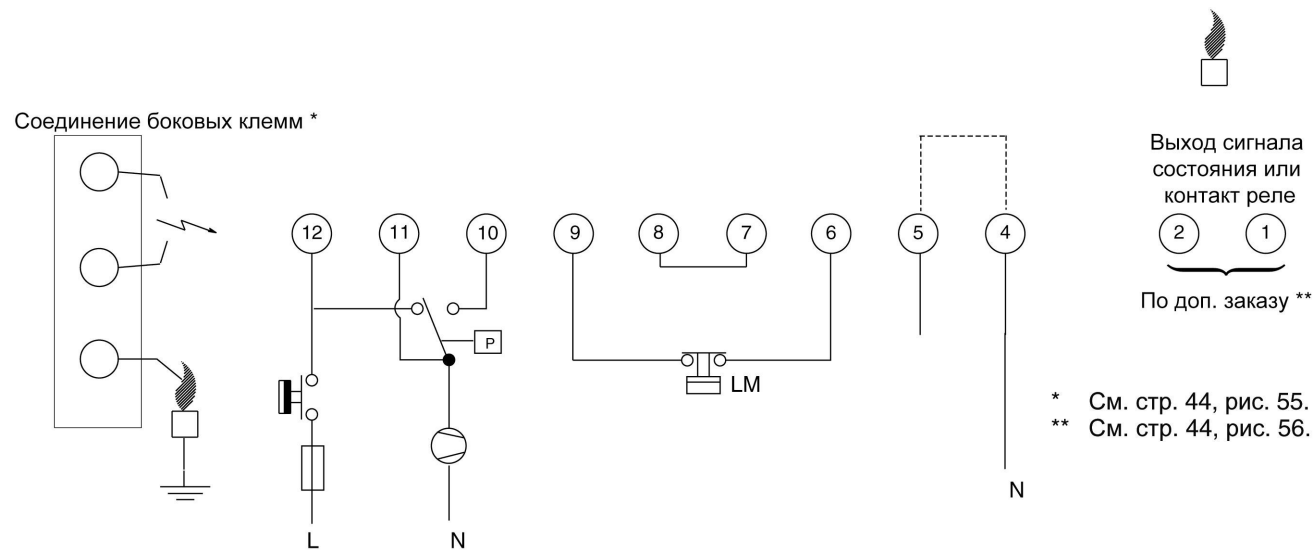 Соединение боковых клемм *
Выход сигнала
состояния или
контакт реле
12 11 10 9 8 7 6 5 4 2 1
По доп. заказу **
P
LM
* См. стр. 44, рис. 55.
** См. стр. 44, рис. 56.
N
L N